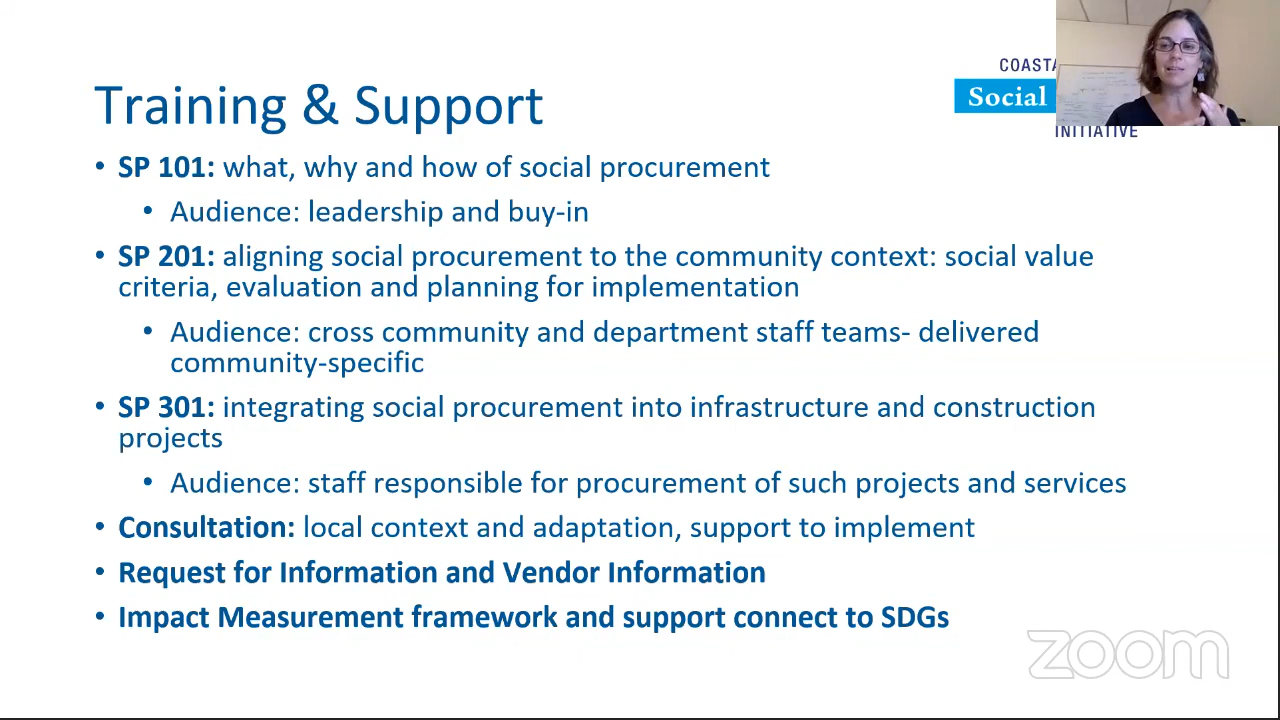 COASTA
Social
INITIATIVE
Training & Support
• SP 101: what, why and how of social procurement
• Audience: leadership and buy-in
• SP 201: aligning social procurement to the community context: social value
criteria, evaluation and planning for implementation
• Audience: cross community and department staff teams- delivered
community-specific
• SP 301: integrating social procurement into infrastructure and construction
projects
• Audience: staff responsible for procurement of such projects and services
• Consultation: local context and adaptation, support to implement
• Request for Information and Vendor Information
• Impact Measurement framework and support connect to SDGs
zoom